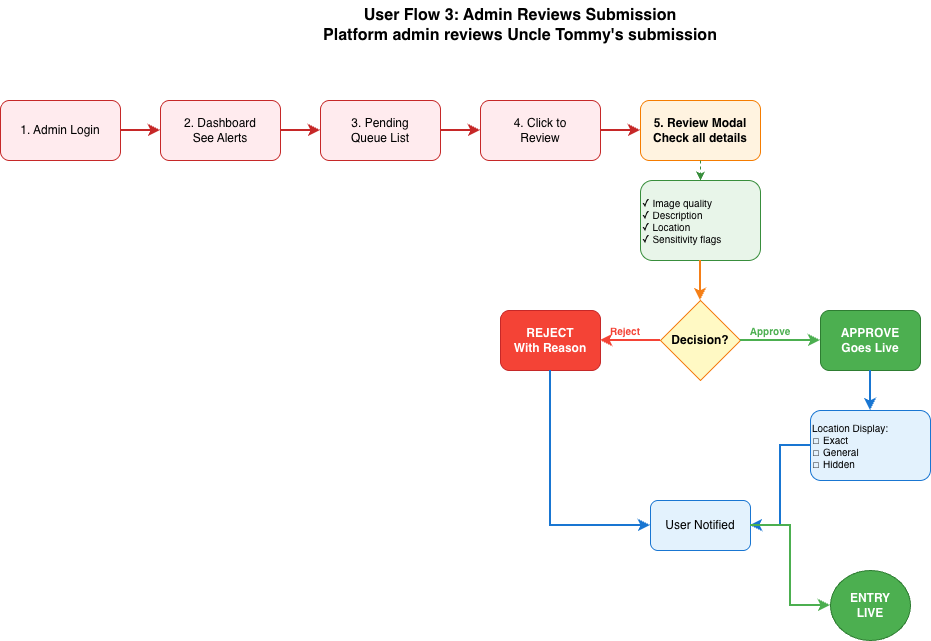 User Flow 3: Admin Reviews Submission
Platform admin reviews Uncle Tommy's submission
1. Admin Login
2. Dashboard
See Alerts
3. Pending
Queue List
4. Click to
Review
5. Review Modal
Check all details
✓ Image quality
✓ Description
✓ Location
✓ Sensitivity flags
REJECT
With Reason
Reject
Decision?
Approve
APPROVE
Goes Live
Location Display:
□ Exact
□ General
□ Hidden
User Notified
ENTRY
LIVE